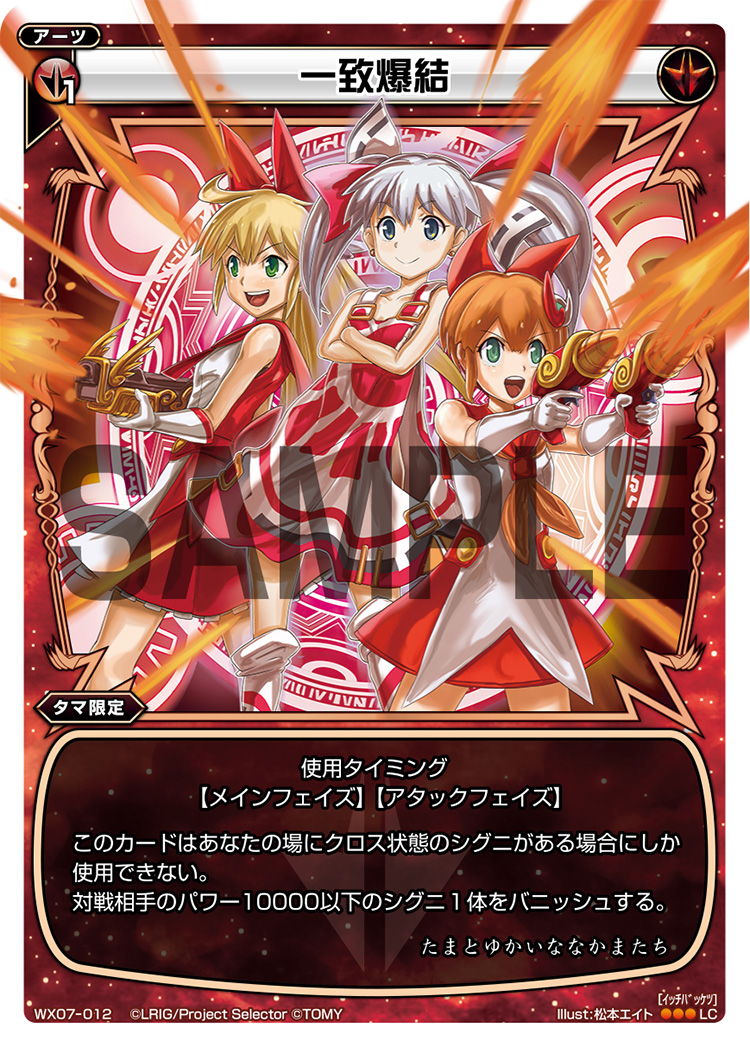 アーツ
1
一致爆結
SAMPLE
タマ限定
使用タイミング
【メインフェイズ】【アタックフェイズ】
このカードはあなたの場にクロス状態のシグニがある場合にしか
使用できない。
対戦相手のパワー10000以下のシグニ1体をバニッシュする。
たまとゆかいななかまたち
[イッチバッケツ]
WX07-012 ©LRIG/Project Selector ©TOMY Illust:松本エイト LC